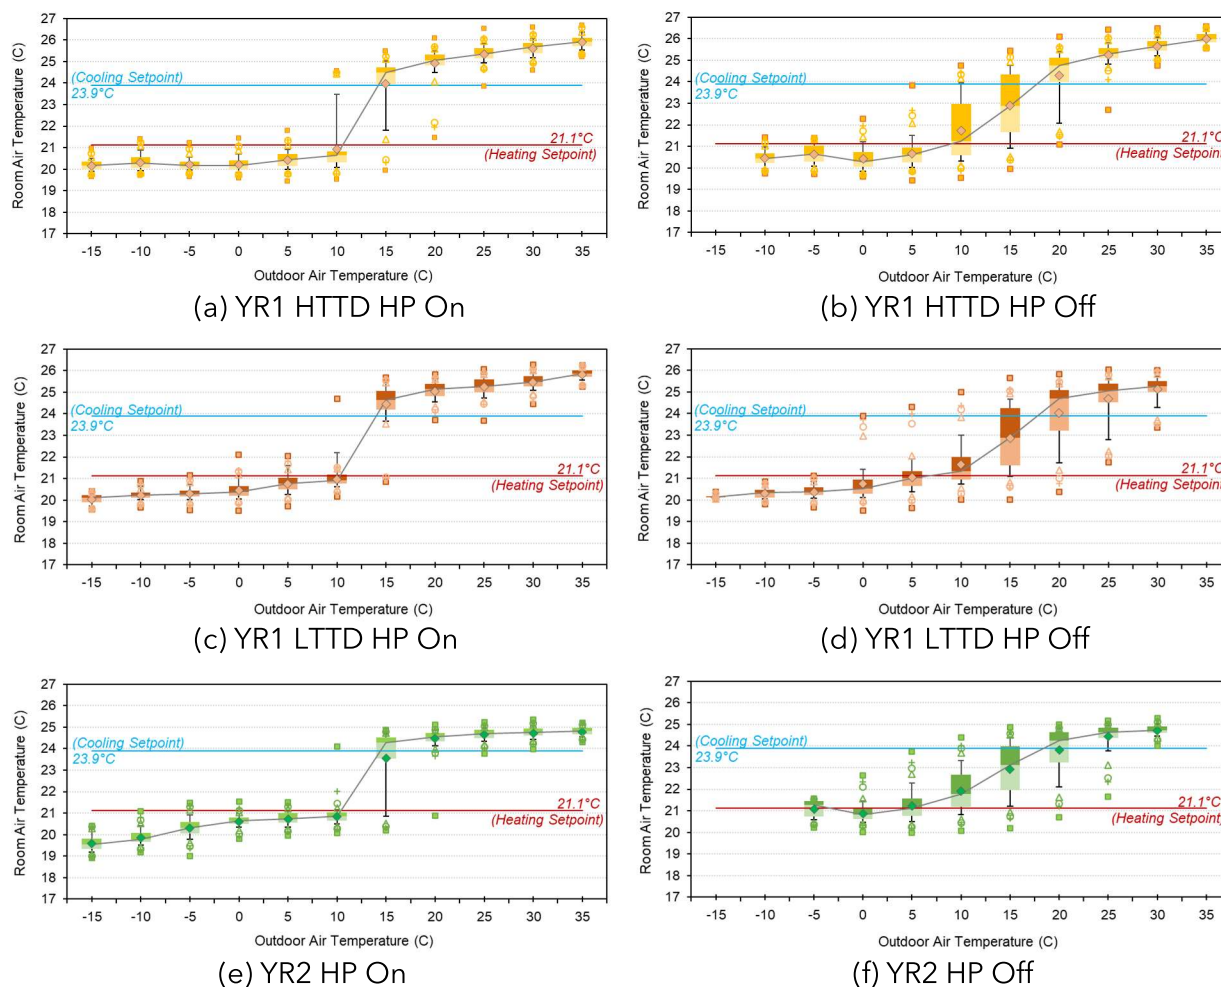 27
26
25
24
23
22
21
20
19
18
17
Room Air Temperature (C)
(Cooling Setpoint)
23.9°C
21.1°C
(Heating Setpoint)
-15 -10 -5 0 5 10 15 20 25 30 35
Outdoor Air Temperature (C)
(a) YR1 HTTD HP On
27
26
25
24
23
22
21
20
19
18
17
Room Air Temperature (C)
(Cooling Setpoint)
23.9°C
21.1°C
(Heating Setpoint)
-15 -10 -5 0 5 10 15 20 25 30 35
Outdoor Air Temperature (C)
(b) YR1 HTTD HP Off
27
26
25
24
23
22
21
20
19
18
17
Room Air Temperature (C)
(Cooling Setpoint)
23.9°C
21.1°C
(Heating Setpoint)
-15 -10 -5 0 5 10 15 20 25 30 35
Outdoor Air Temperature (C)
(c) YR1 LTTD HP On
27
26
25
24
23
22
21
20
19
18
17
Room Air Temperature (C)
(Cooling Setpoint)
23.9°C
21.1°C
(Heating Setpoint)
-15 -10 -5 0 5 10 15 20 25 30 35
Outdoor Air Temperature (C)
(d) YR1 LTTD HP Off
27
26
25
24
23
22
21
20
19
18
17
Room Air Temperature (C)
(Cooling Setpoint)
23.9°C
21.1°C
(Heating Setpoint)
-15 -10 -5 0 5 10 15 20 25 30 35
Outdoor Air Temperature (C)
(e) YR2 HP On
27
26
25
24
23
22
21
20
19
18
17
Room Air Temperature (C)
(Cooling Setpoint)
23.9°C
21.1°C
(Heating Setpoint)
-15 -10 -5 0 5 10 15 20 25 30 35
Outdoor Air Temperature (C)
(f) YR2 HP Off